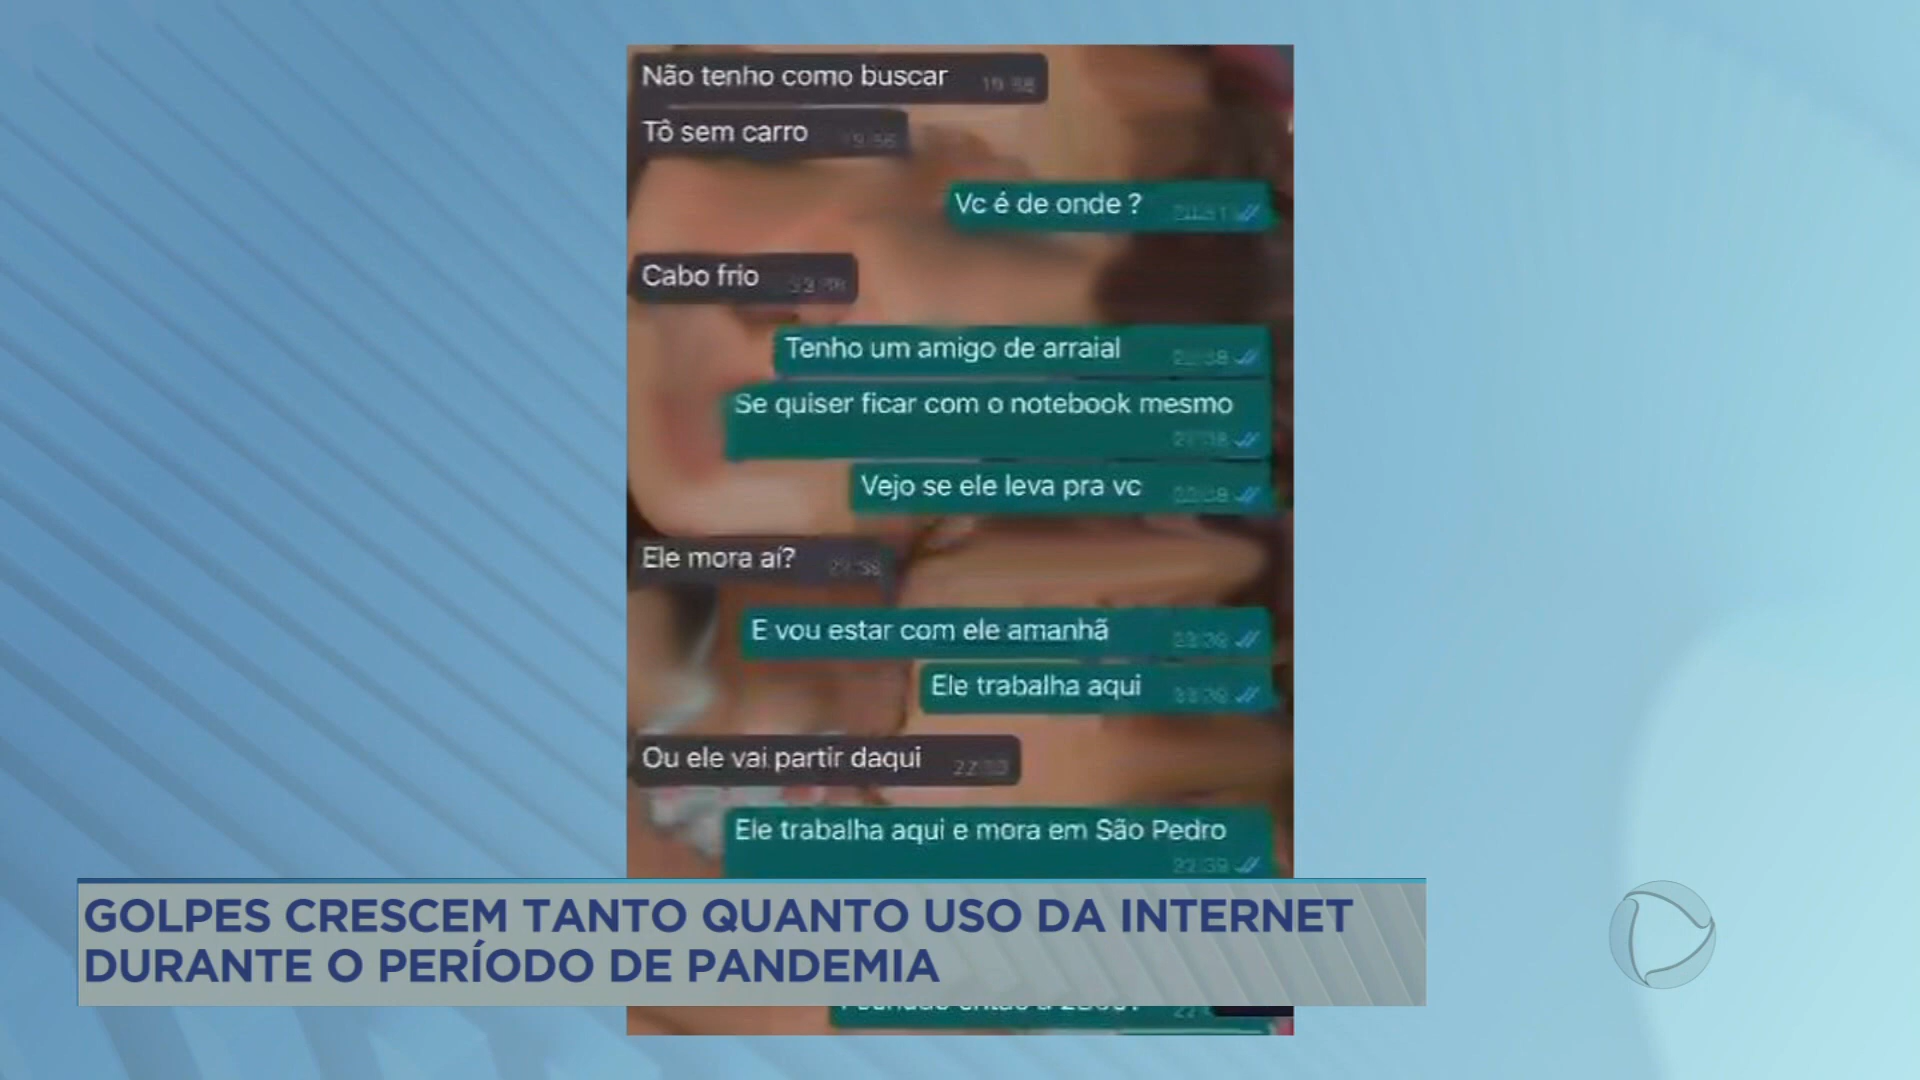 Não tenho como buscar
Tô sem carro
Vc é de onde ?
Cabo frio
Tenho um amigo de arraial
Se quiser ficar com o notebook mesmo
Vejo se ele leva pra vc
Ele mora aí?
E vou estar com ele amanhã
Ele trabalha aqui
Ou ele vai partir daqui
Ele trabalha aqui e mora em São Pedro
22:39
GOLPES CRESCEM TANTO QUANTO USO DA INTERNET
DURANTE O PERÍODO DE PANDEMIA